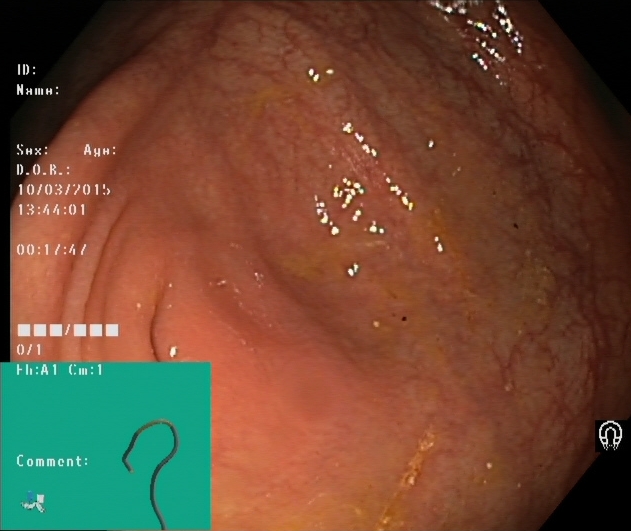 ID:
Name:
Sex: Age:
D.O.B.:
10/03/2015
13:44:01
00:17:47
■■■/■■■
0/1
Eh:A1 Cm:1
Comment: